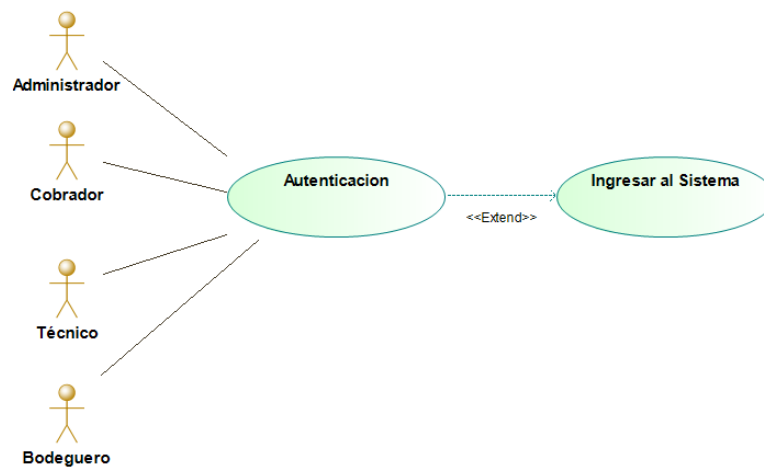 Administrador
Cobrador
Autenticacion
Ingresar al Sistema
<<Extend>>
Técnico
Bodeguero